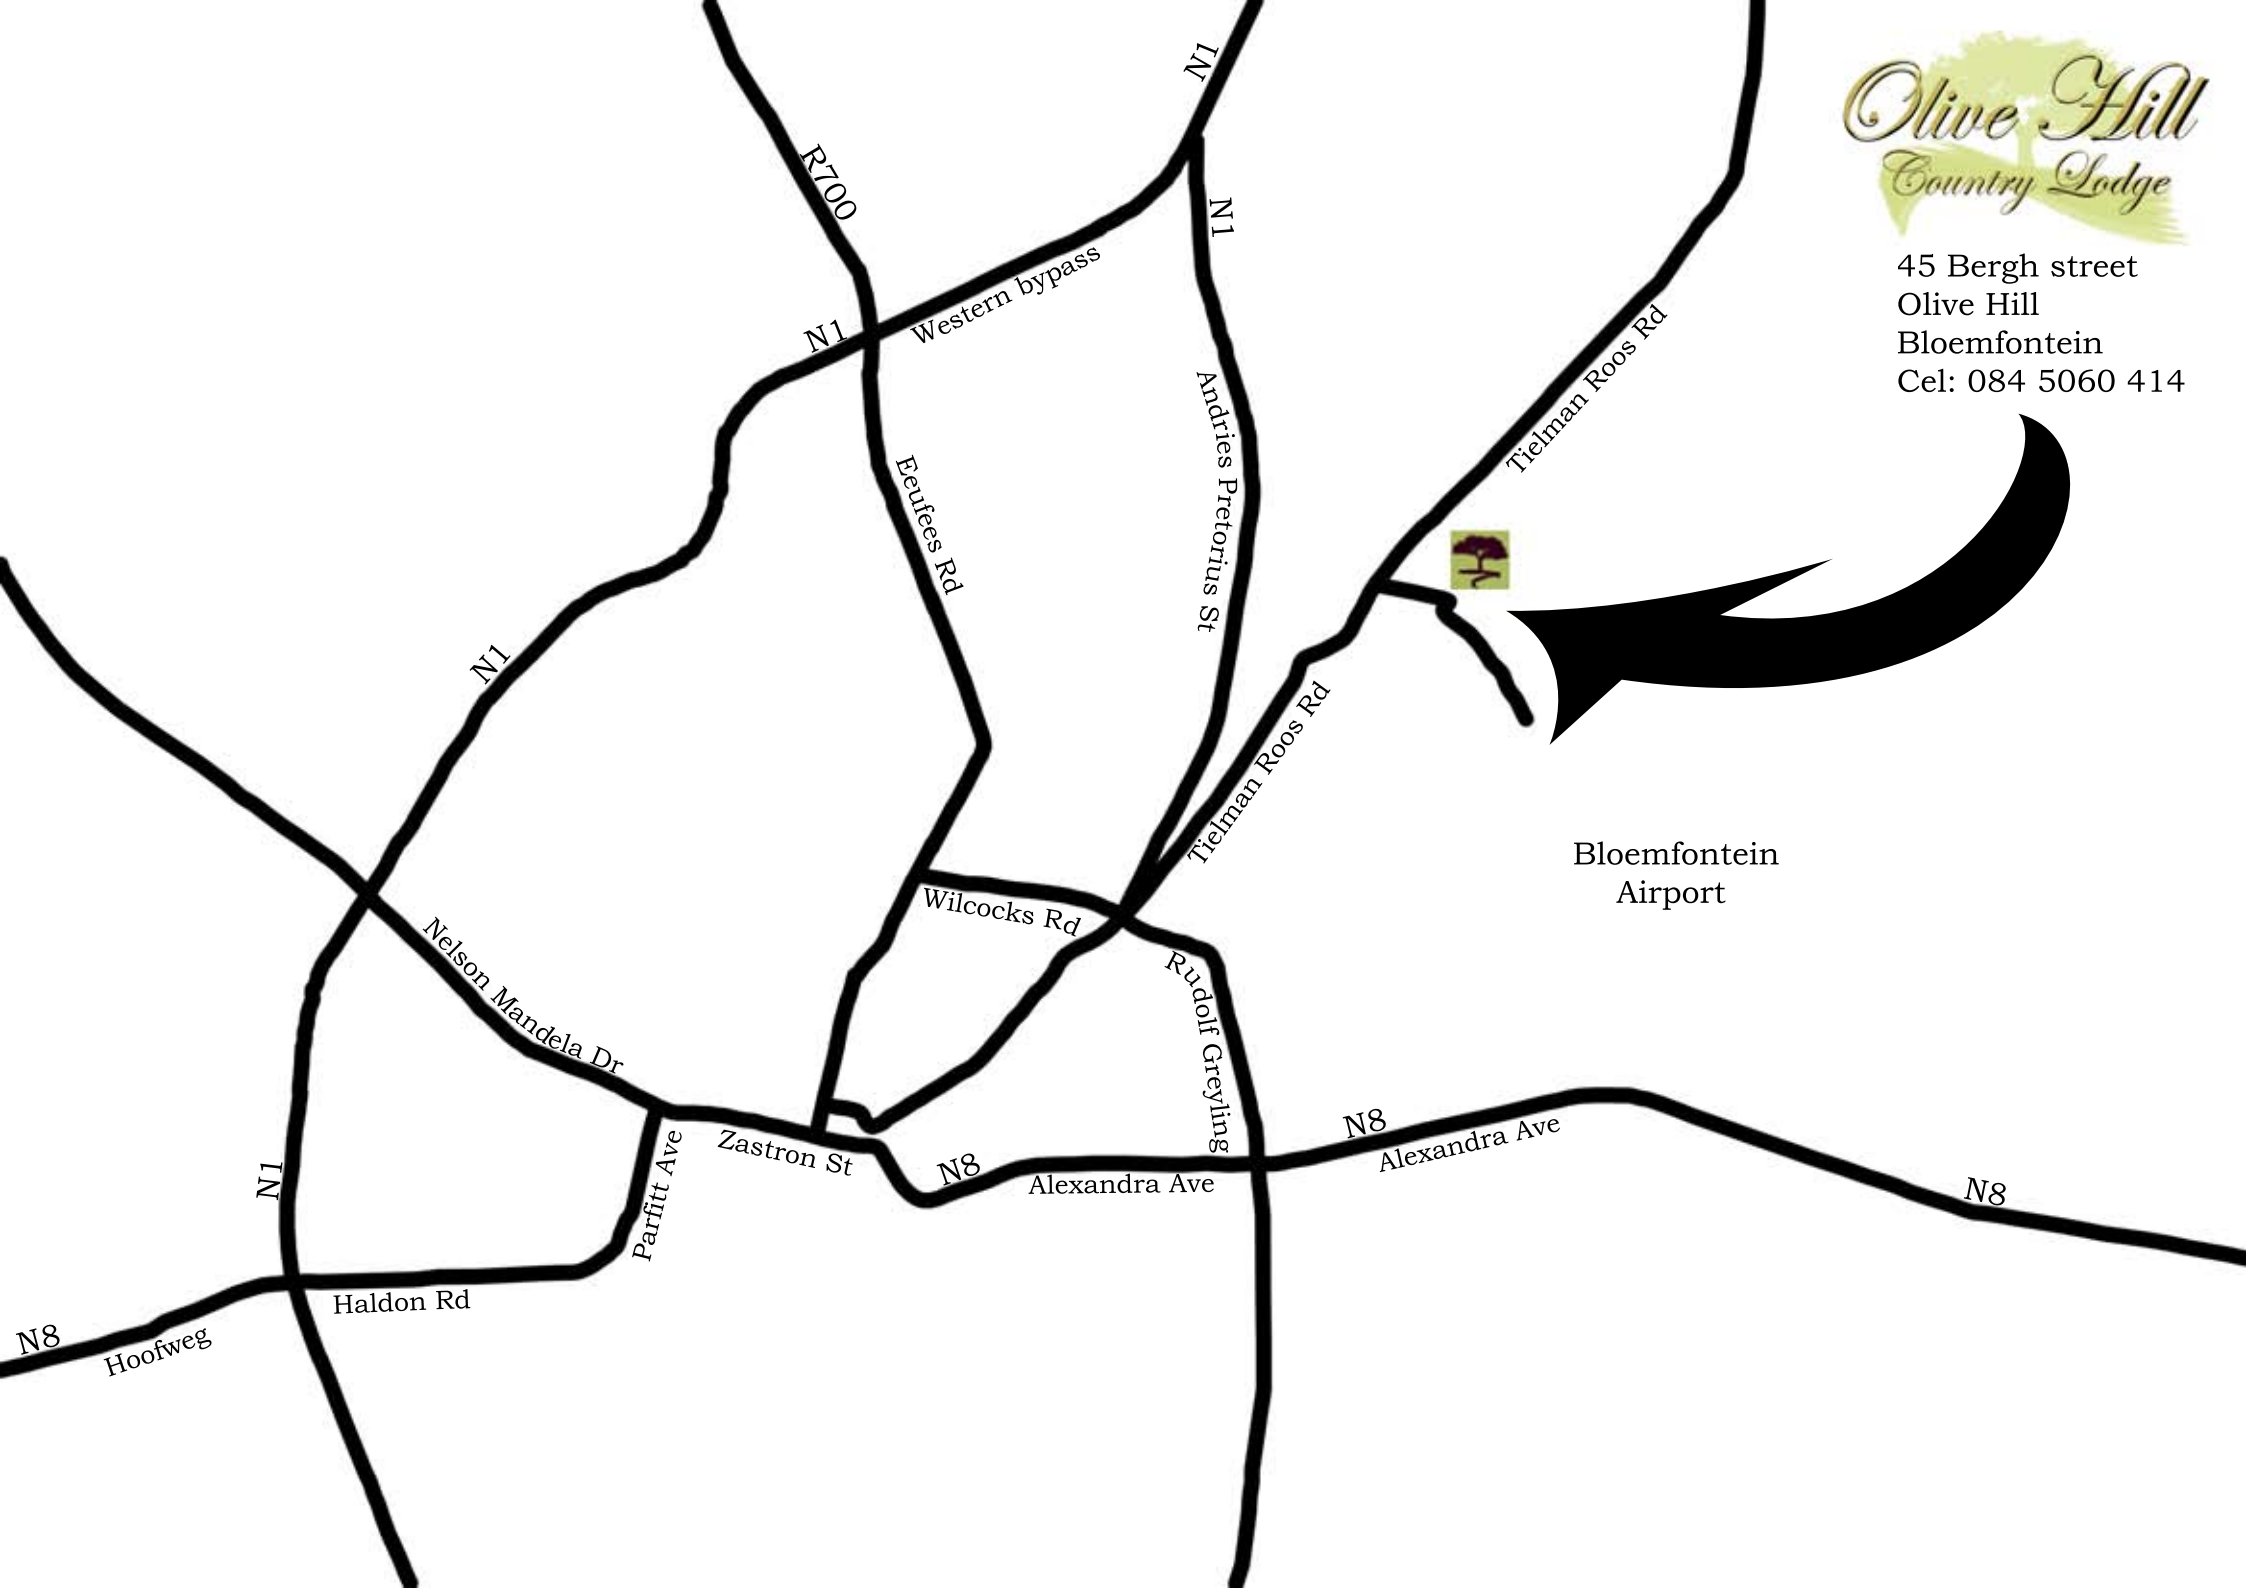 Olive Hill
Country Lodge
45 Bergh street
Olive Hill
Bloemfontein
Cel: 084 5060 414
N1
R700
N1
Western bypass
N1
Tielman Roos Rd
Andries Pretorius St
Eeufees Rd
N1
Tielman Roos Rd
Bloemfontein
Airport
Wilcocks Rd
Nelson Mandela Dr
Rudolf Greyling
N8
Alexandra Ave
Zastron St
Parfitt Ave
N8
Alexandra Ave
N1
N8
Haldon Rd
N8
Hoofweg